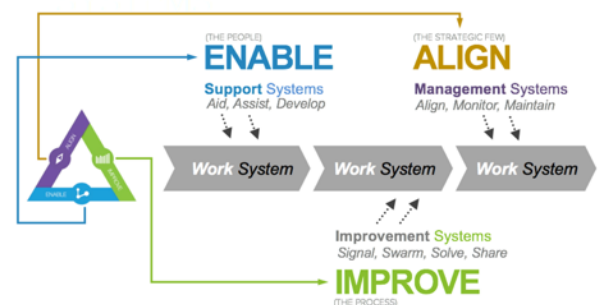 (THE PEOPLE)
ENABLE
Support Systems
Aid, Assist, Develop
(THE STRATEGIC FEW)
ALIGN
Management Systems
Align, Monitor, Maintain
ALIGN
IMPROVE
ENABLE
Work System
Work System
Work System
Improvement Systems
Signal, Swarm, Solve, Share
IMPROVE
(THE PROCESS)